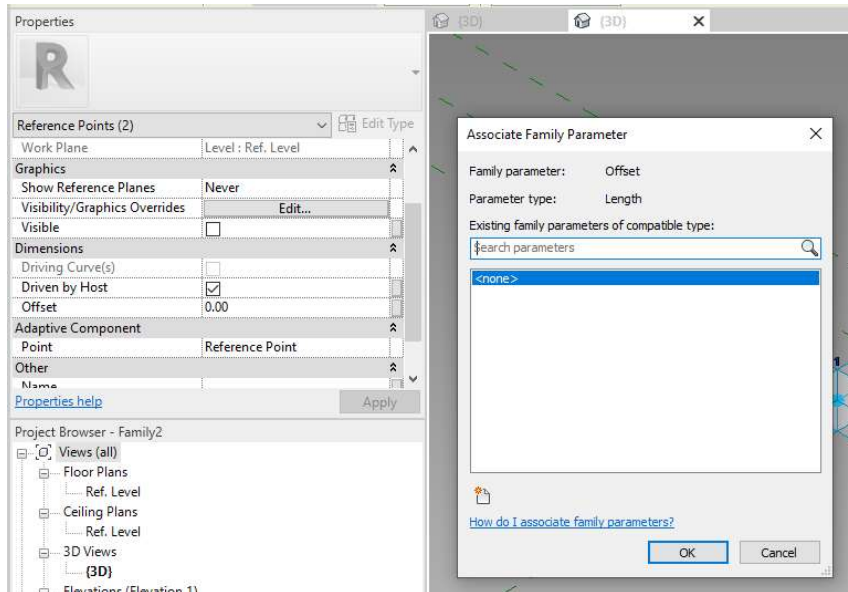 Properties
R
Reference Points (2)
Edit Type
Work Plane Level : Ref. Level
Graphics
Show Reference Planes Never
Visibility/Graphics Overrides Edit...
Visible
Dimensions
Driving Curve(s)
Driven by Host
Offset 0.00
Adaptive Component
Point Reference Point
Other
Name
Properties help Apply
Project Browser - Family2
Views (all)
Floor Plans
Ref. Level
Ceiling Plans
Ref. Level
3D Views
{3D}
Elevations (Elevation 1)
{3D} {3D}
Associate Family Parameter
Family parameter: Offset
Parameter type: Length
Existing family parameters of compatible type:
Search parameters
<none>
How do I associate family parameters?
OK Cancel
1